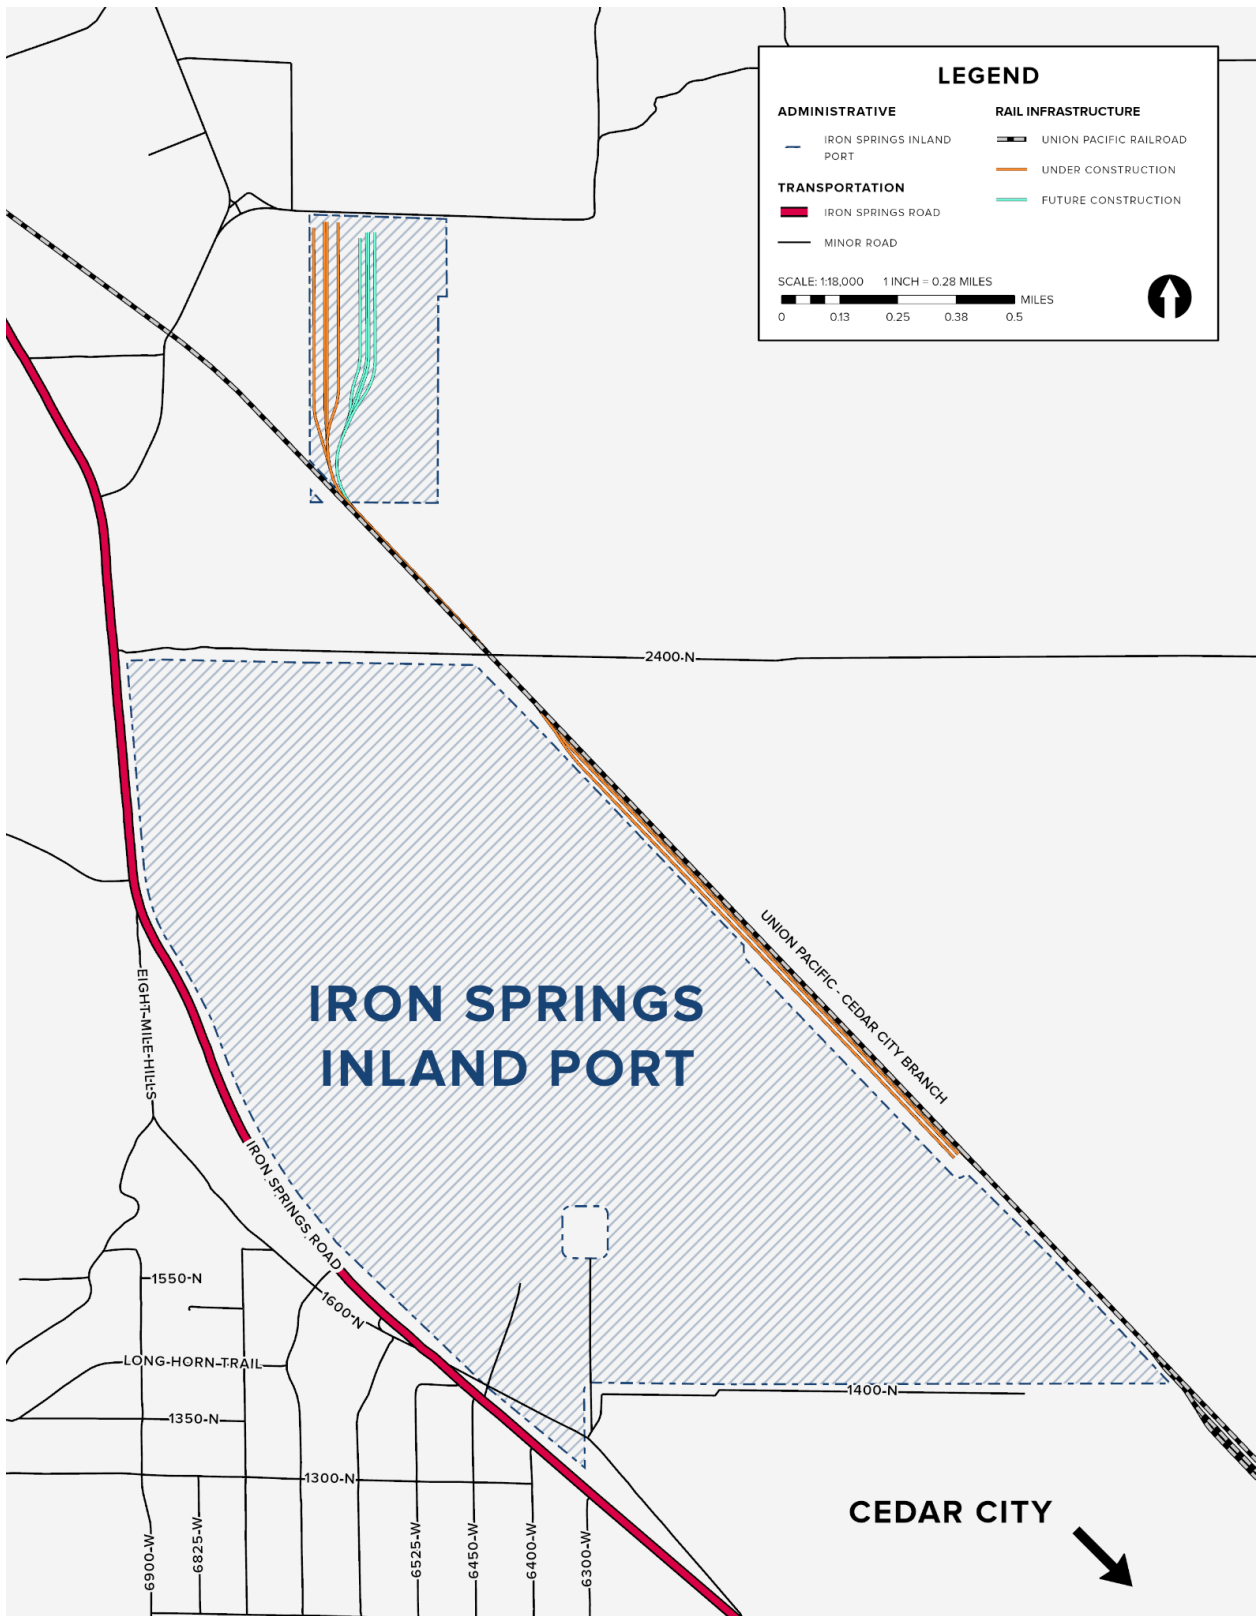 LEGEND
ADMINISTRATIVE
IRON SPRINGS INLAND
PORT
TRANSPORTATION
IRON SPRINGS ROAD
MINOR ROAD
RAIL INFRASTRUCTURE
UNION PACIFIC RAILROAD
UNDER CONSTRUCTION
FUTURE CONSTRUCTION
SCALE: 1:18,000 1 INCH = 0.28 MILES
MILES
0 0.13 0.25 0.38 0.5
2400-N
UNION PACIFIC - CEDAR CITY BRANCH
EIGHT-MILE-HILLS
IRON SPRINGS
INLAND PORT
IRON SPRINGS ROAD
1550-N
1600-N
LONG-HORN-TRAIL
1400-N
1350-N
1300-N
CEDAR CITY
6900-W
6825-W
6525-W
6450-W
6400-W
6300-W